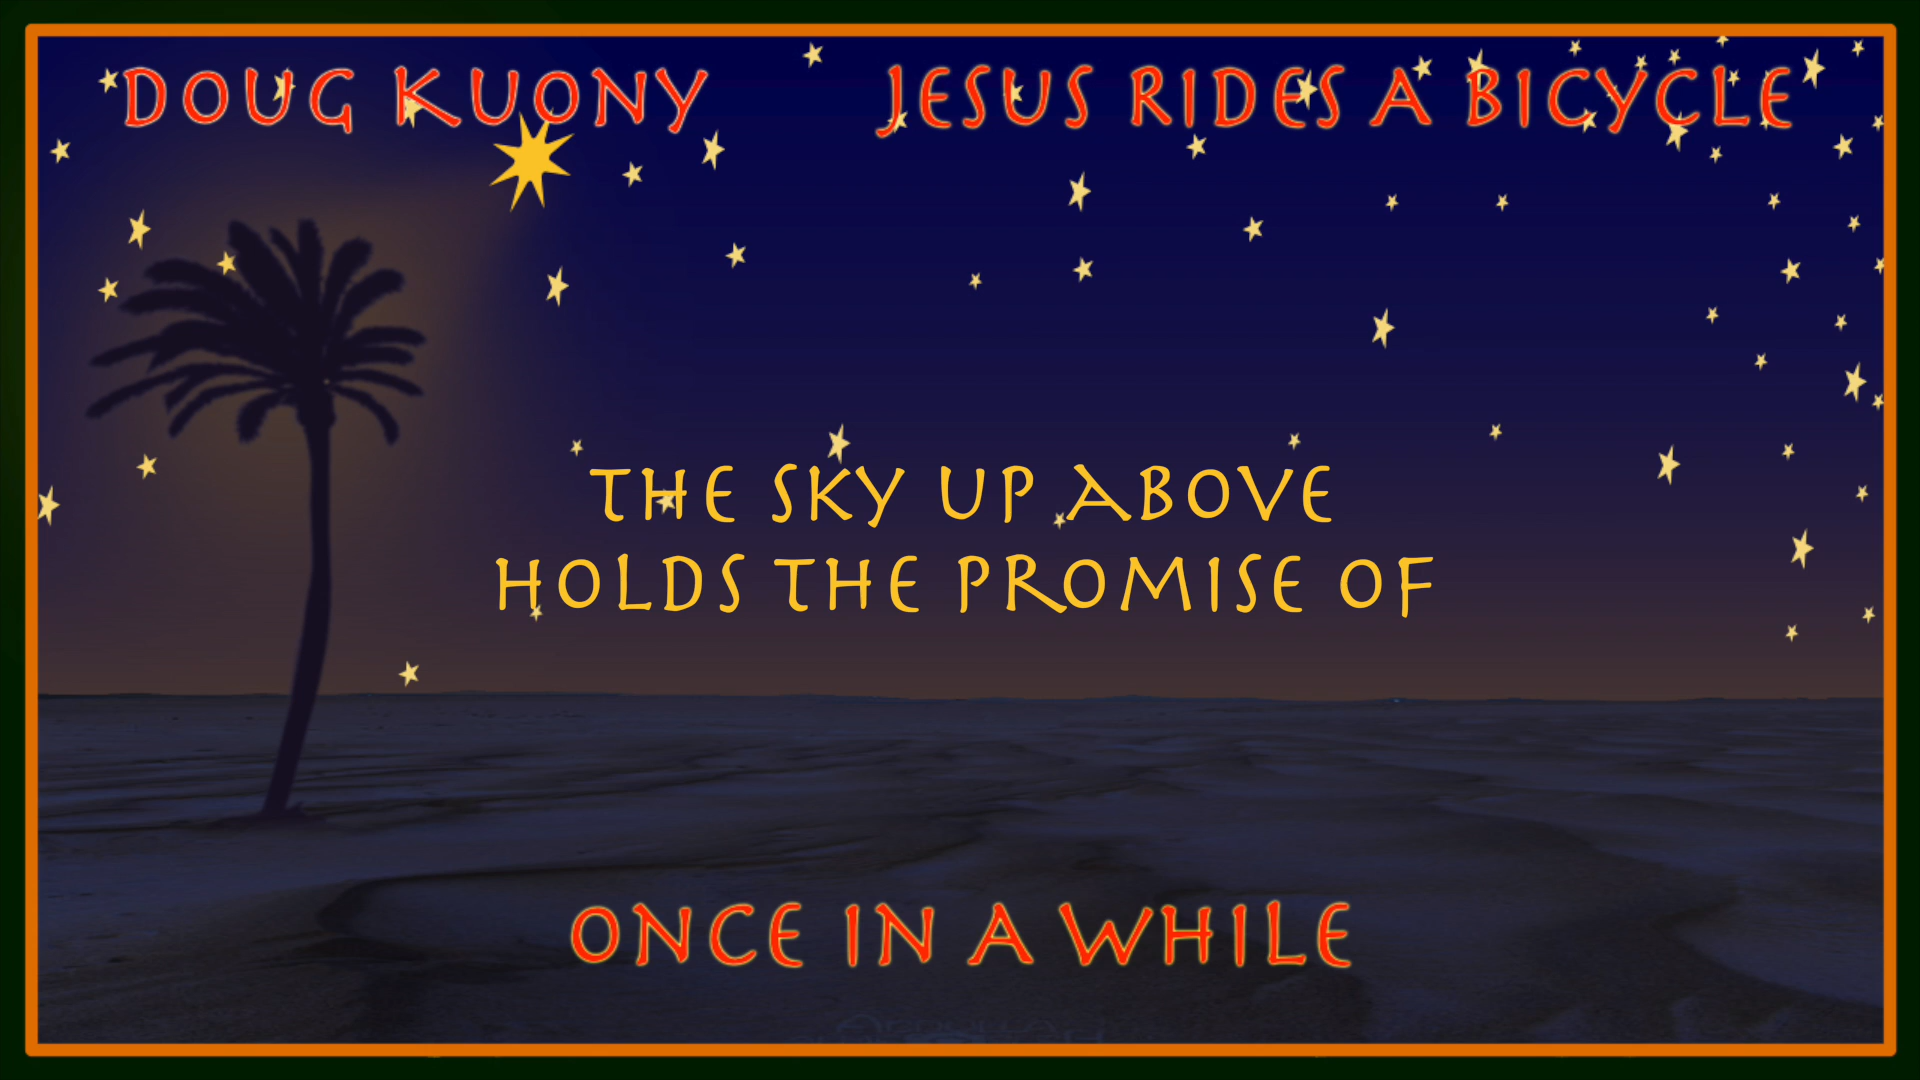 DOUG KUONY JESUS RIDES A BICYCLE
THE SKY UP ABOVE
HOLDS THE PROMISE OF
ONCE IN A WHILE